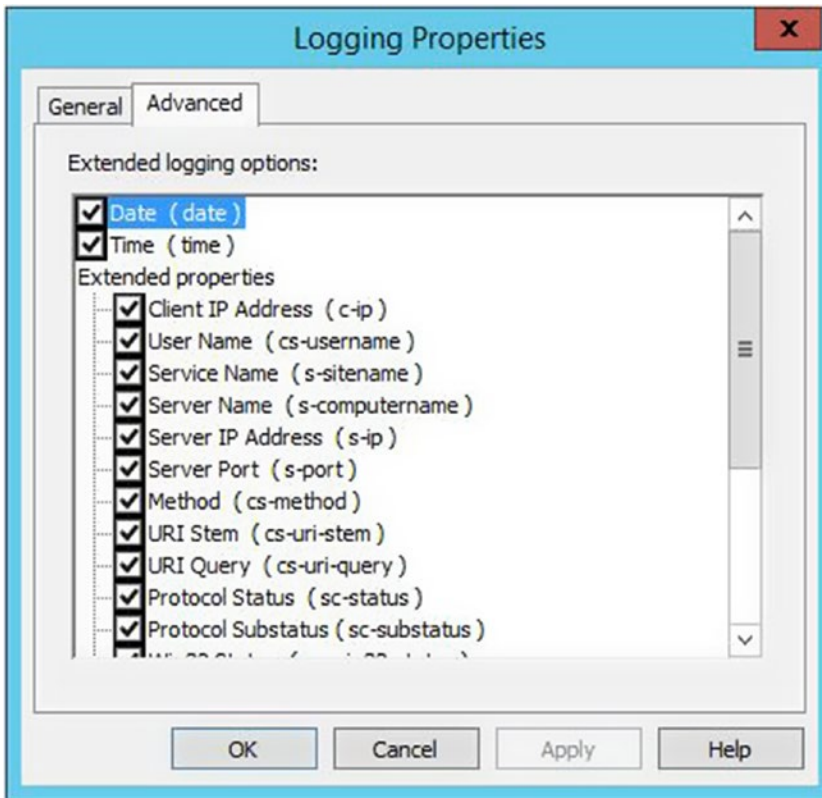 Logging Properties
x
General
Advanced
Extended logging options:
Date ( date )
Time ( time )
Extended properties
Client IP Address ( c-ip )
User Name ( cs-username )
Service Name ( s-sitename )
Server Name ( s-computername )
Server IP Address ( s-ip )
Server Port ( s-port )
Method ( cs-method )
URI Stem ( cs-uri-stem )
URI Query ( cs-uri-query )
Protocol Status ( sc-status )
Protocol Substatus ( sc-substatus )
OK
Cancel
Apply
Help